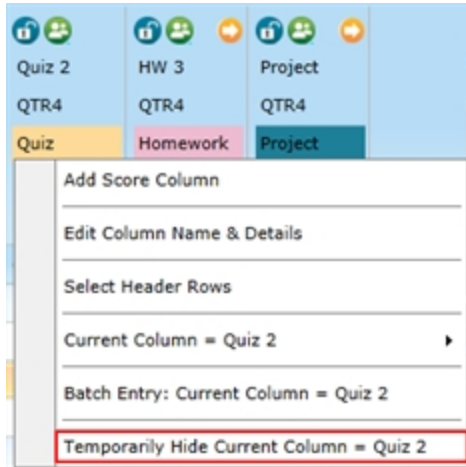 Quiz 2 HW 3 Project
QTR4 QTR4 QTR4
Quiz Homework Project
Add Score Column
Edit Column Name & Details
Select Header Rows
Current Column = Quiz 2
Batch Entry: Current Column = Quiz 2
Temporarily Hide Current Column = Quiz 2